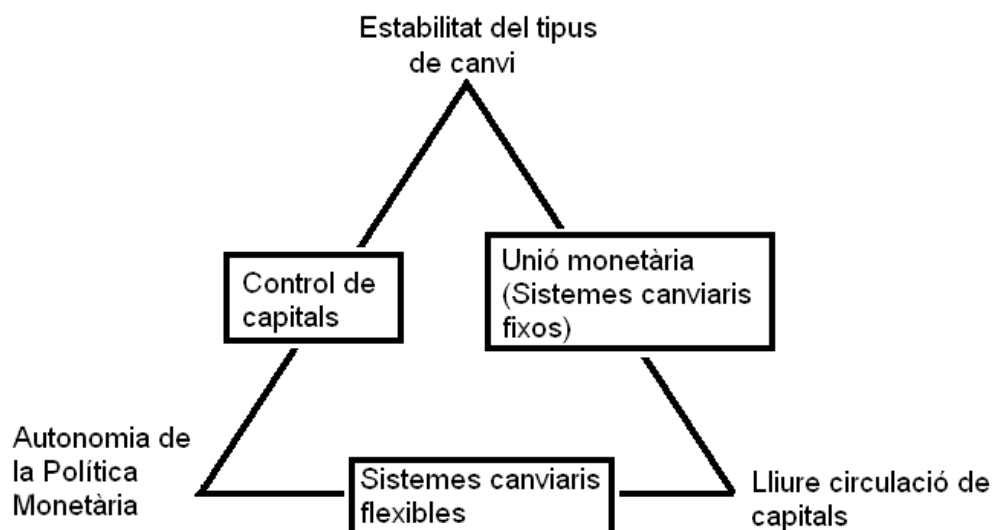 Estabilitat del tipus
de canvi
Control de
capitals
Unió monetària
(Sistemes canviaris
fixos)
Autonomia de
la Política
Monetària
Sistemes canviaris
flexibles
Lliure circulació de
capitals